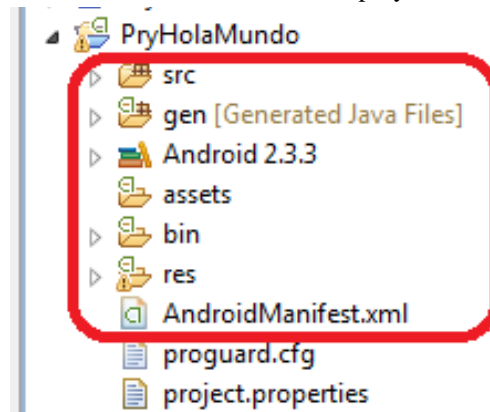 PryHolaMundo
src
gen [Generated Java Files]
Android 2.3.3
assets
bin
res
AndroidManifest.xml
proguard.cfg
project.properties